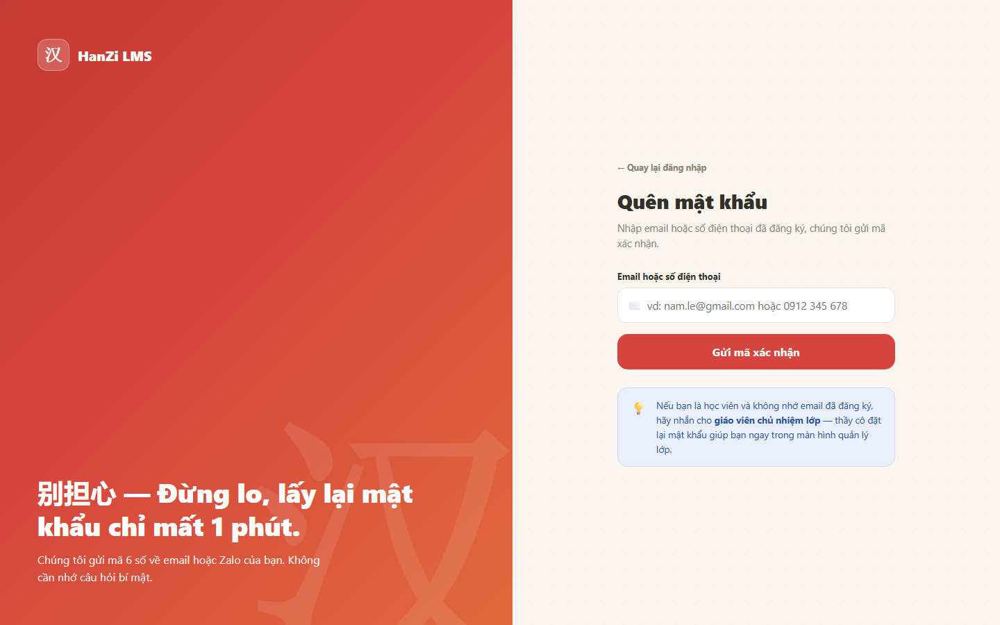 汉 HanZi LMS
别担心 — Đừng lo, lấy lại mật
khẩu chỉ mất 1 phút.
Chúng tôi gửi mã 6 số về email hoặc Zalo của bạn. Không
cần nhớ câu hỏi bí mật.
汉
← Quay lại đăng nhập
Quên mật khẩu
Nhập email hoặc số điện thoại đã đăng ký, chúng tôi gửi mã
xác nhận.
Email hoặc số điện thoại
vd: nam.le@gmail.com hoặc 0912 345 678
Gửi mã xác nhận
Nếu bạn là học viên và không nhớ email đã đăng ký,
hãy nhắn cho giáo viên chủ nhiệm lớp — thầy cô đặt
lại mật khẩu giúp bạn ngay trong màn hình quản lý
lớp.